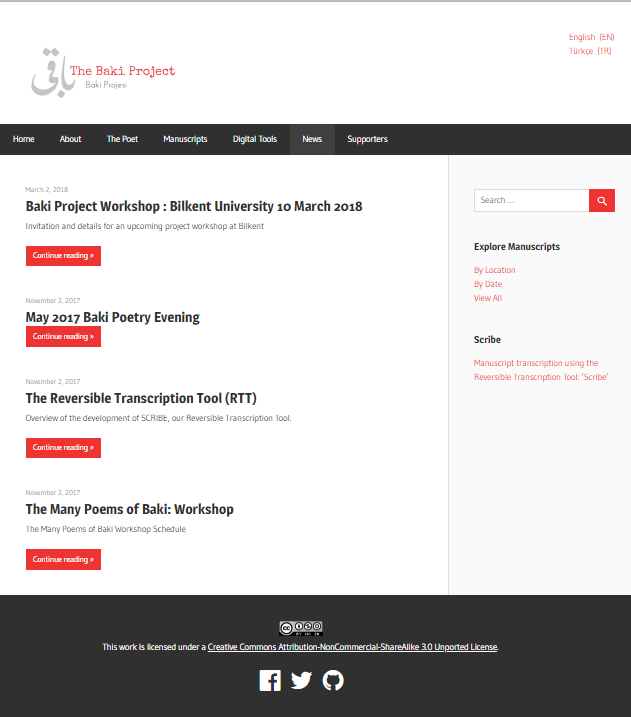 English (EN)
Türkçe (TR)
باقی
The Baki Project
Baki Projesi
Home About The Poet Manuscripts Digital Tools News Supporters
March 2, 2018
Baki Project Workshop : Bilkent University 10 March 2018
Invitation and details for an upcoming project workshop at Bilkent
Continue reading »
November 2, 2017
May 2017 Baki Poetry Evening
Continue reading »
November 2, 2017
The Reversible Transcription Tool (RTT)
Overview of the development of SCRIBE, our Reversible Transcription Tool.
Continue reading »
November 2, 2017
The Many Poems of Baki: Workshop
The Many Poems of Baki Workshop Schedule
Continue reading »
Search …
Explore Manuscripts
By Location
By Date
View All
Scribe
Manuscript transcription using the
Reversible Transcription Tool: 'Scribe'
cc
BY NC SA
This work is licensed under a Creative Commons Attribution-NonCommercial-ShareAlike 3.0 Unported License.